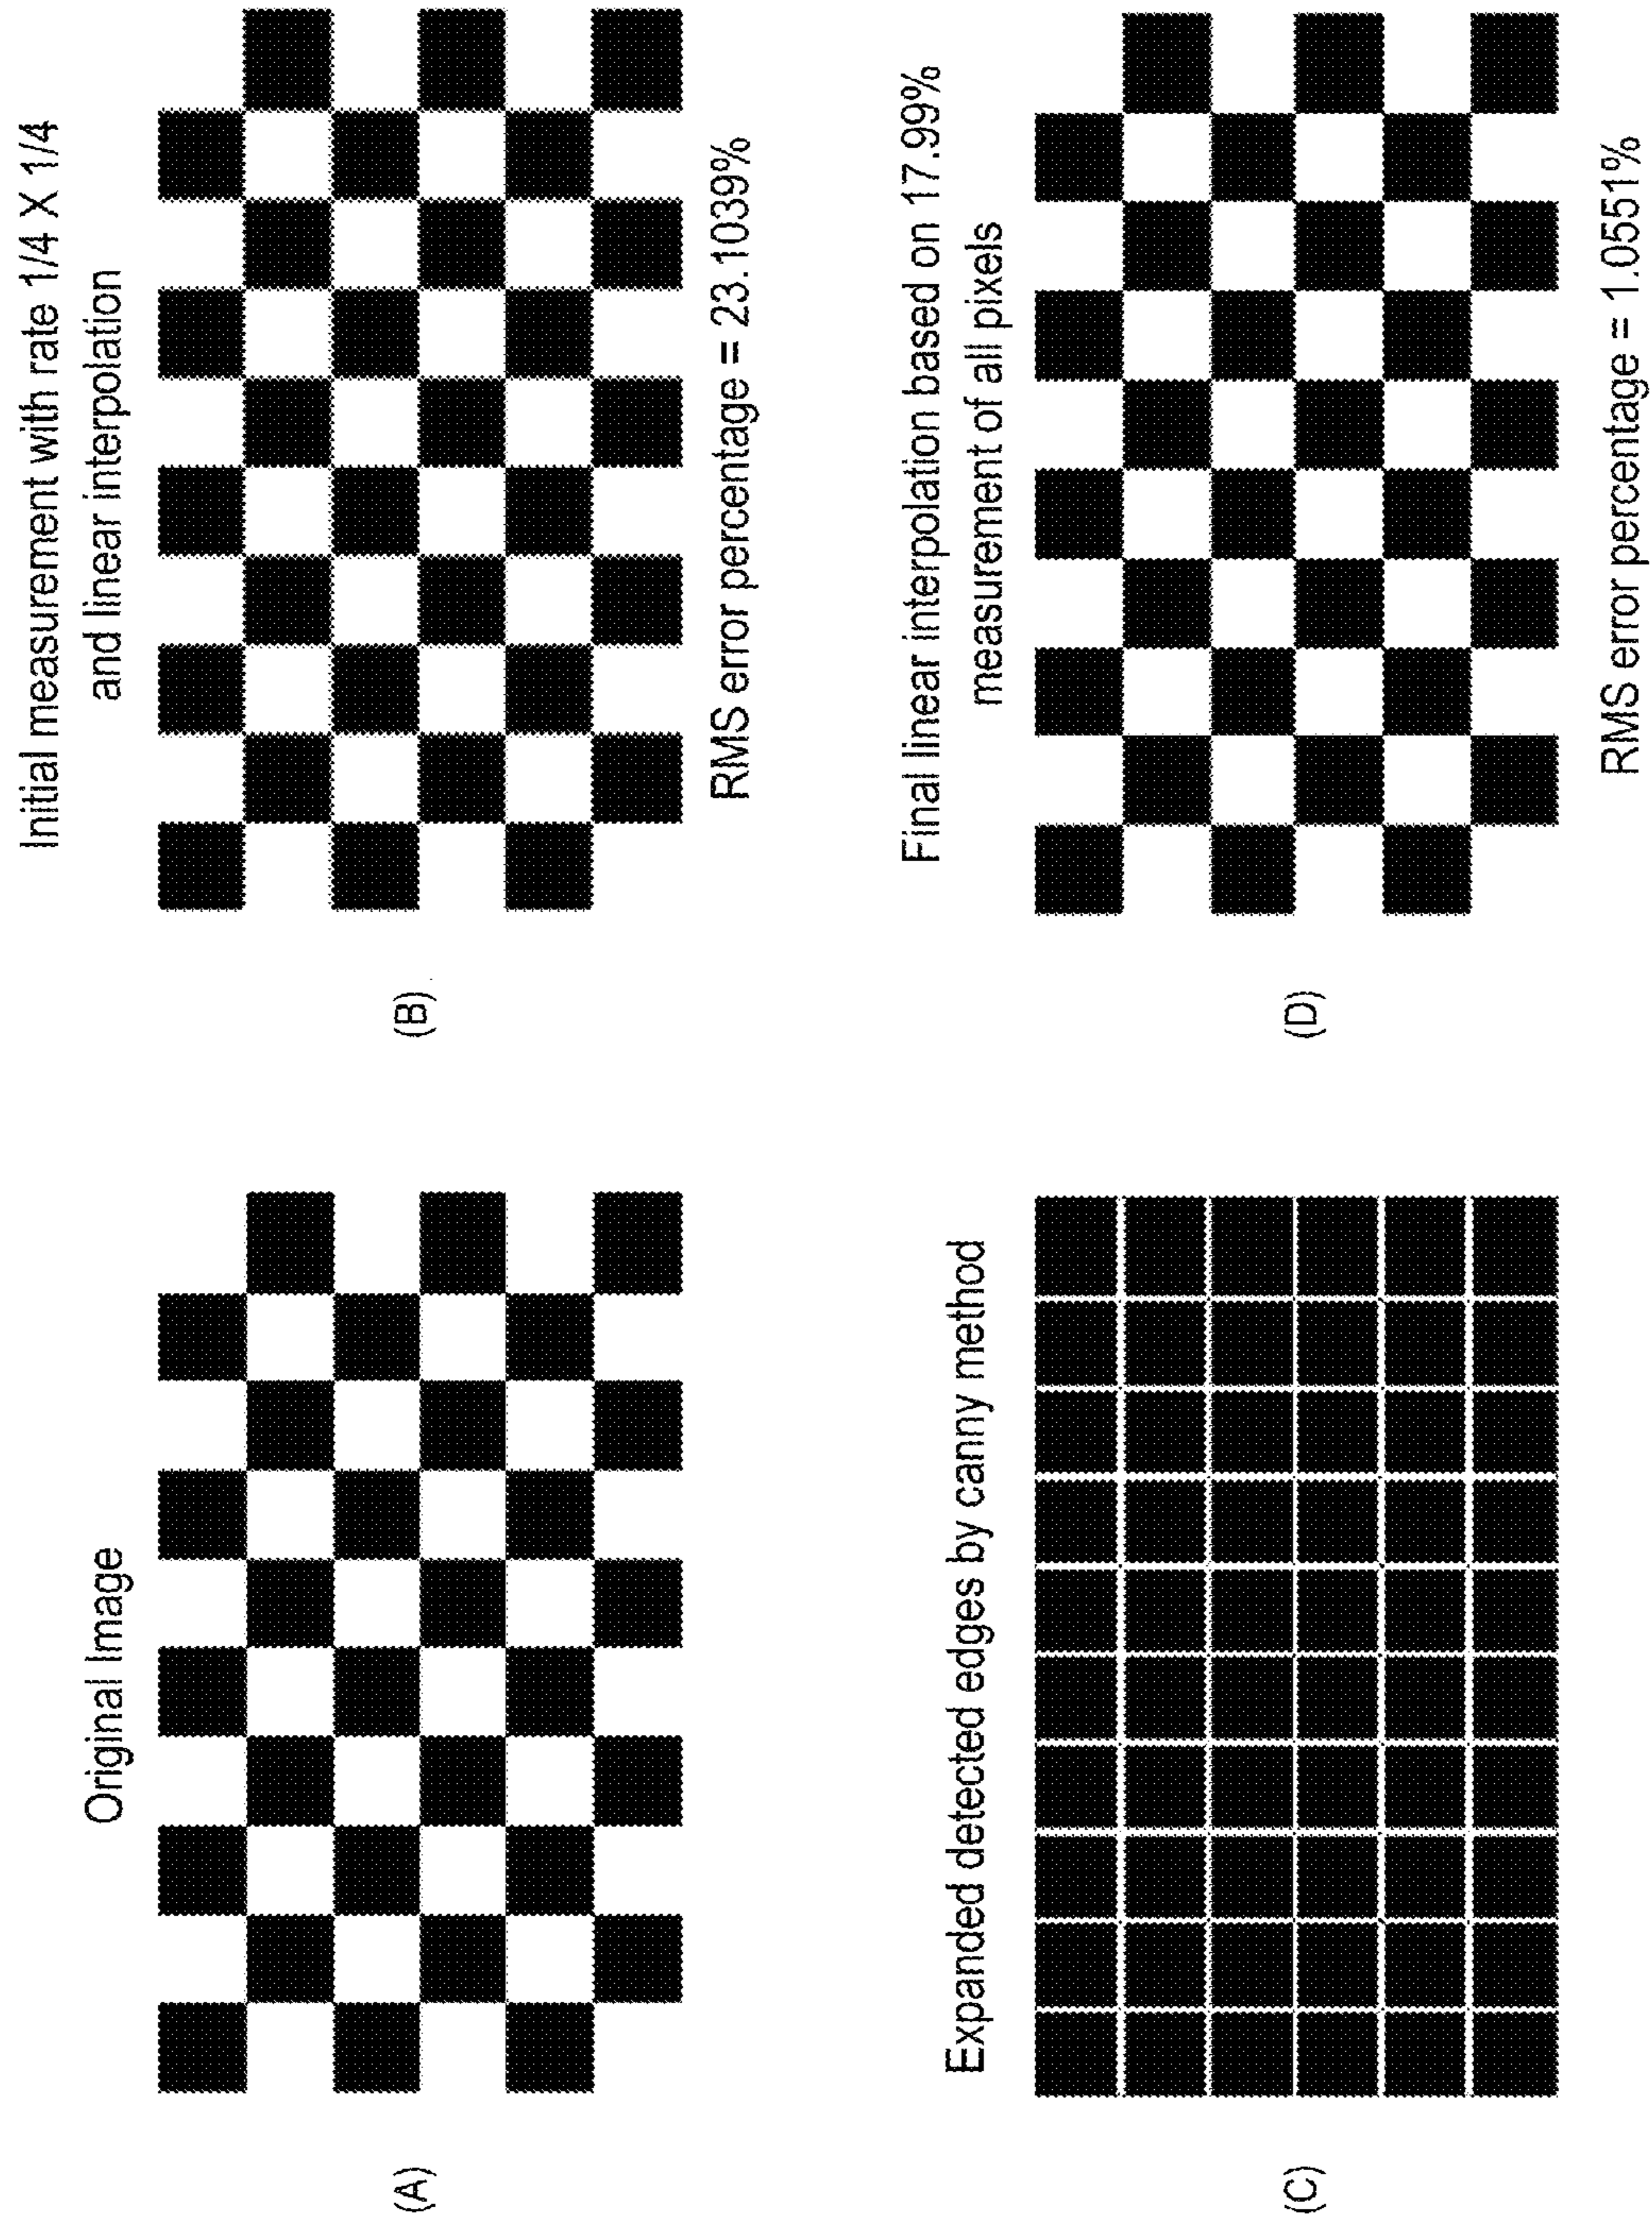 (A)
Original Image
(B)
Initial measurement with rate 1/4 X 1/4
and linear interpolation
RMS error percentage = 23.1039%
(C)
Expanded detected edges by canny method
(D)
Final linear interpolation based on 17.99%
measurement of all pixels
RMS error percentage = 1.0551%